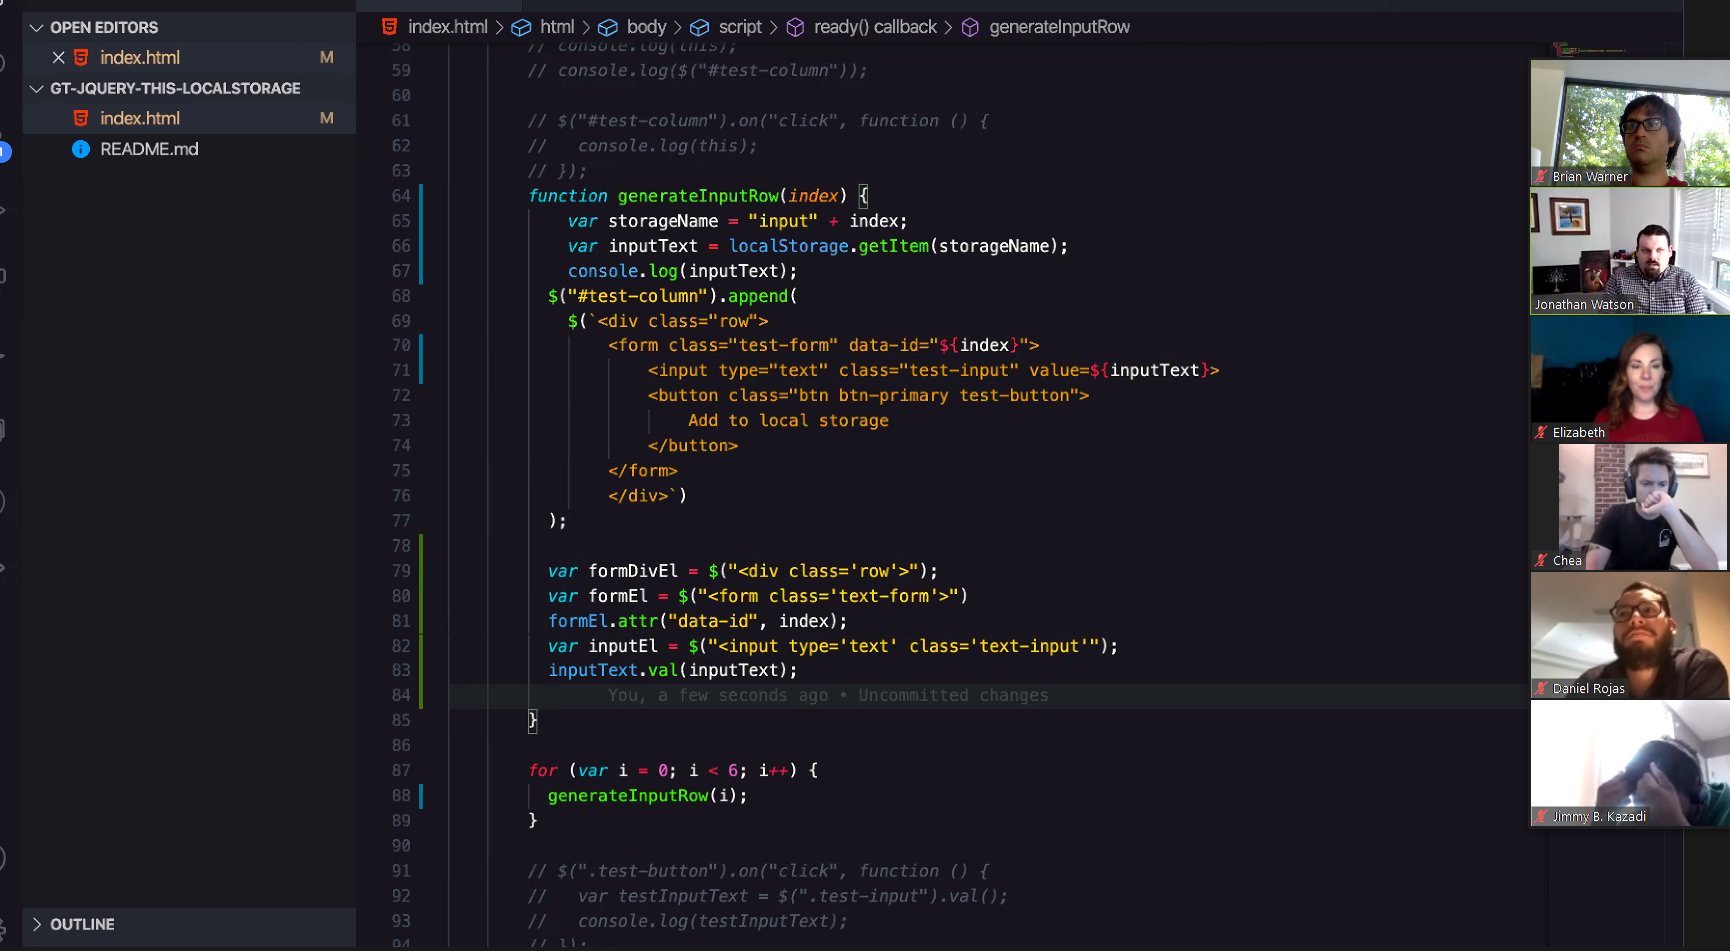 OPEN EDITORS
index.html M
GT-JQUERY-THIS-LOCALSTORAGE
index.html M
README.md
OUTLINE
index.html > html > body > script > ready() callback > generateInputRow
58 // console.log(this);
59 // console.log($("#test-column"));
60
61 // $("#test-column").on("click", function () {
62 //   console.log(this);
63 // });
64 function generateInputRow(index) {
65 var storageName = "input" + index;
66 var inputText = localStorage.getItem(storageName);
67 console.log(inputText);
68 $("#test-column").append(
69 $(`<div class="row">
70 <form class="test-form" data-id="${index}">
71 <input type="text" class="test-input" value=${inputText}>
72 <button class="btn btn-primary test-button">
73 Add to local storage
74 </button>
75 </form>
76 </div>`)
77 );
78
79 var formDivEl = $("<div class='row'>");
80 var formEl = $("<form class='text-form'>")
81 formEl.attr("data-id", index);
82 var inputEl = $("<input type='text' class='text-input'");
83 inputText.val(inputText);
84 You, a few seconds ago • Uncommitted changes
85 }
86
87 for (var i = 0; i < 6; i++) {
88 generateInputRow(i);
89 }
90
91 // $(".test-button").on("click", function () {
92 //   var testInputText = $(".test-input").val();
93 //   console.log(testInputText);
94 // });
Brian Warner
Jonathan Watson
Elizabeth
Chea
Daniel Rojas
Jimmy B. Kazadi